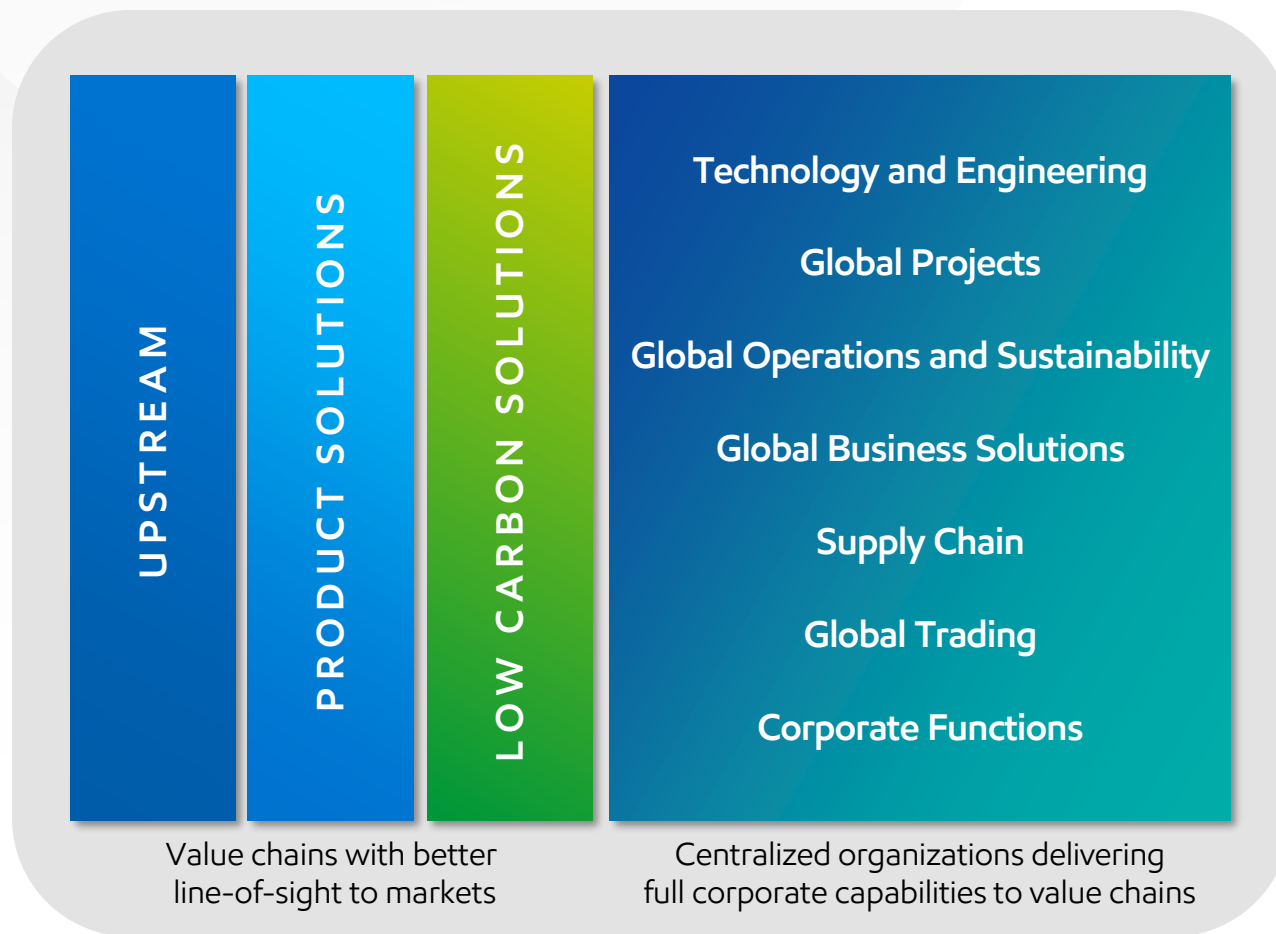 UPSTREAM
PRODUCT SOLUTIONS
LOW CARBON SOLUTIONS
Technology and Engineering
Global Projects
Global Operations and Sustainability
Global Business Solutions
Supply Chain
Global Trading
Corporate Functions
Value chains with better
line-of-sight to markets
Centralized organizations delivering
full corporate capabilities to value chains